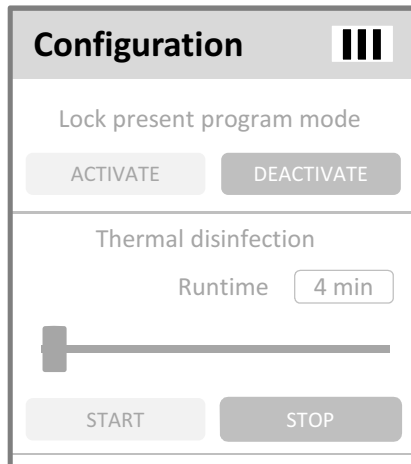 Configuration
Lock present program mode
ACTIVATE DEACTIVATE
Thermal disinfection
Runtime 4 min
START STOP